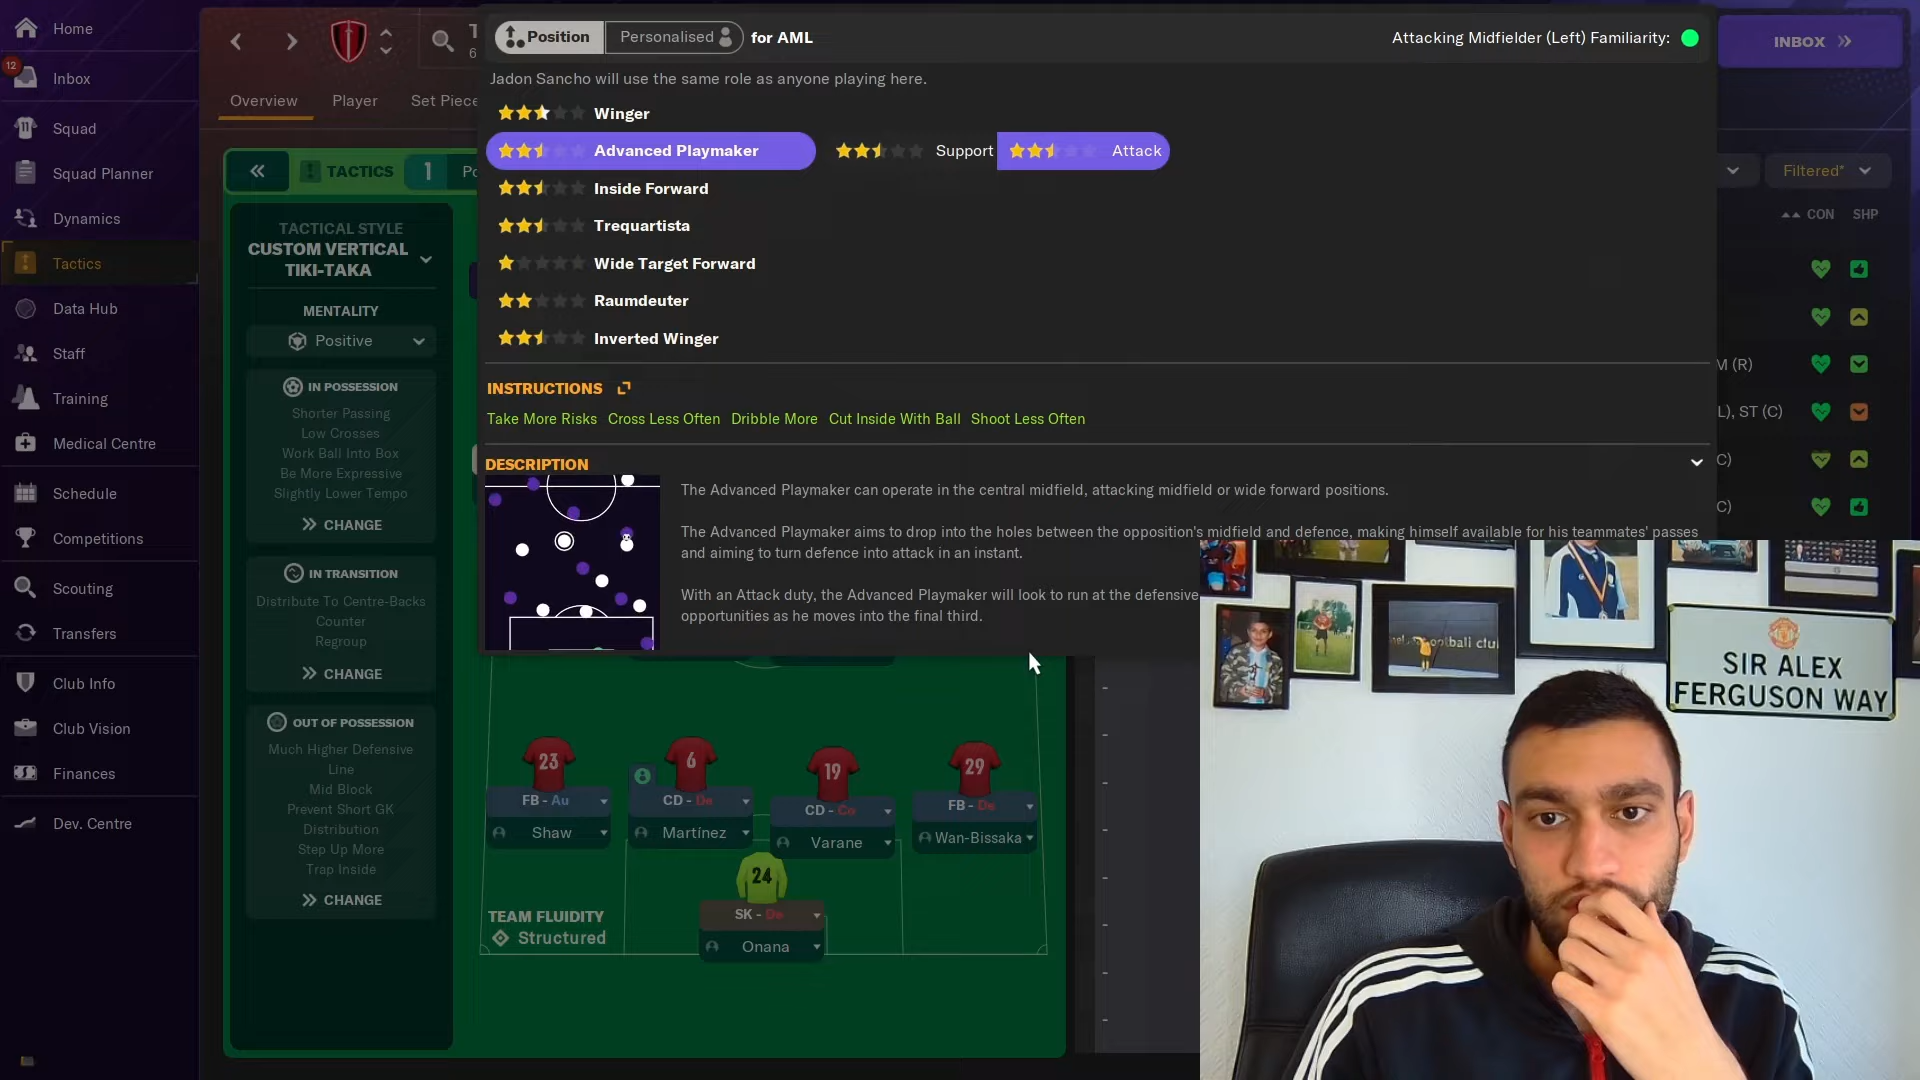 Home
12
Inbox
Squad
Squad Planner
Dynamics
Tactics
Data Hub
Staff
Training
Medical Centre
Schedule
Competitions
Scouting
Transfers
Club Info
Club Vision
Finances
Dev. Centre
Overview
Player
Set Piece
TACTICS
1
TACTICAL STYLE
CUSTOM VERTICAL
TIKI-TAKA
MENTALITY
Positive
IN POSSESSION
Shorter Passing
Low Crosses
Work Ball Into Box
Be More Expressive
Slightly Lower Tempo
CHANGE
IN TRANSITION
Distribute To Centre-Backs
Counter
Regroup
CHANGE
OUT OF POSSESSION
Much Higher Defensive
Line
Mid Block
Prevent Short GK
Distribution
Step Up More
Trap Inside
CHANGE
Position
Personalised
for AML
Attacking Midfielder (Left) Familiarity:
Jadon Sancho will use the same role as anyone playing here.
Winger
Advanced Playmaker
Support
Attack
Inside Forward
Trequartista
Wide Target Forward
Raumdeuter
Inverted Winger
INSTRUCTIONS
Take More Risks Cross Less Often Dribble More Cut Inside With Ball Shoot Less Often
DESCRIPTION
The Advanced Playmaker can operate in the central midfield, attacking midfield or wide forward positions.
The Advanced Playmaker aims to drop into the holes between the opposition's midfield and defence, making himself available for his teammates' passes
and aiming to turn defence into attack in an instant.
With an Attack duty, the Advanced Playmaker will look to run at the defensive
opportunities as he moves into the final third.
INBOX
Filtered*
CON SHP
M (R)
L), ST (C)
C)
C)
23
FB - Au
Shaw
6
CD - De
Martínez
19
CD - Co
Varane
29
FB - De
Wan-Bissaka
24
SK - De
Onana
TEAM FLUIDITY
Structured
football clu
SIR ALEX
FERGUSON WAY